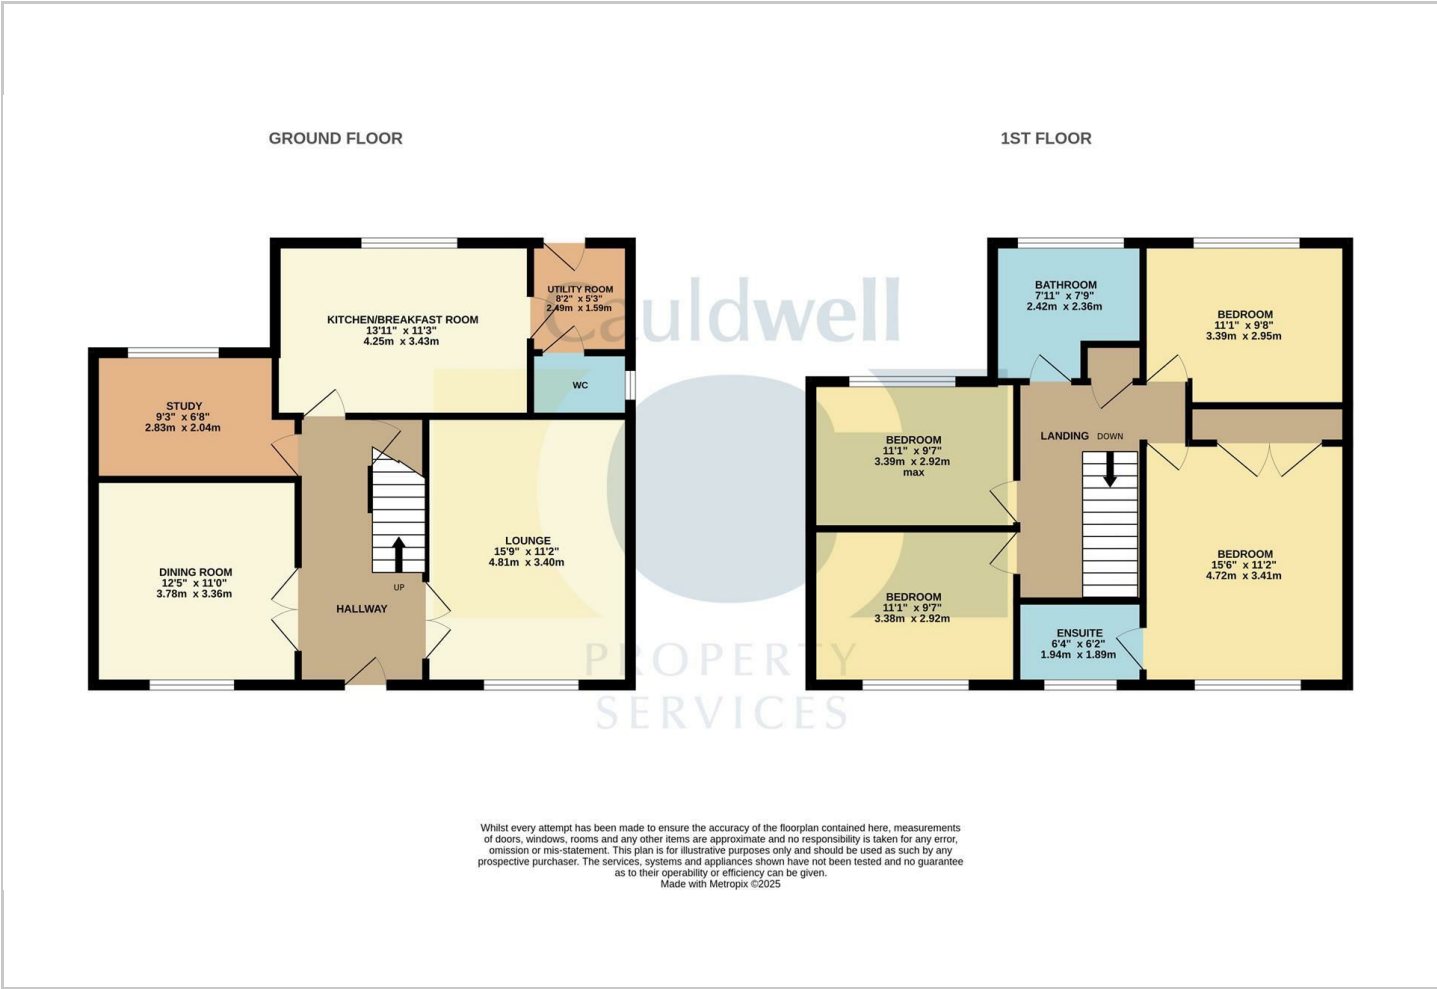 GROUND FLOOR
1ST FLOOR
KITCHEN/BREAKFAST ROOM
13'11" x 11'3"
4.25m x 3.43m
UTILITY ROOM
8'2" x 5'3"
2.49m x 1.59m
WC
STUDY
9'3" x 6'8"
2.83m x 2.04m
DINING ROOM
12'5" x 11'0"
3.78m x 3.36m
HALLWAY
UP
LOUNGE
15'9" x 11'2"
4.81m x 3.40m
BATHROOM
7'11" x 7'9"
2.42m x 2.36m
BEDROOM
11'1" x 9'8"
3.39m x 2.95m
BEDROOM
11'1" x 9'7"
3.39m x 2.92m
max
LANDING
DOWN
BEDROOM
11'1" x 9'7"
3.38m x 2.92m
ENSUITE
6'4" x 6'2"
1.94m x 1.89m
BEDROOM
15'6" x 11'2"
4.72m x 3.41m
Cauldwell
PROPERTY
SERVICES
Whilst every attempt has been made to ensure the accuracy of the floorplan contained here, measurements
of doors, windows, rooms and any other items are approximate and no responsibility is taken for any error,
omission or mis-statement. This plan is for illustrative purposes only and should be used as such by any
prospective purchaser. The services, systems and appliances shown have not been tested and no guarantee
as to their operability or efficiency can be given.
Made with Metropix ©2025